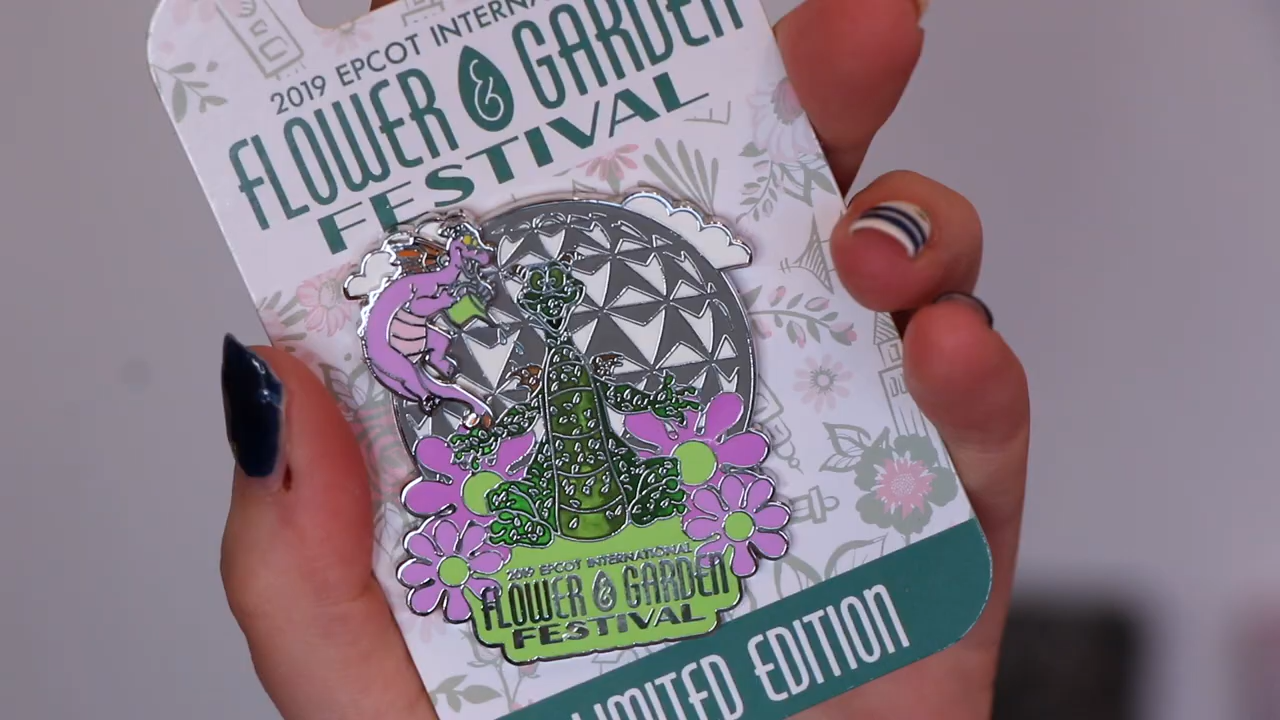 2019 EPCOT INTERNA
FLOWER & GARDEN
FESTIVAL
2019 EPCOT INTERNATIONAL
FLOWER & GARDEN
FESTIVAL
LIMITED EDITION